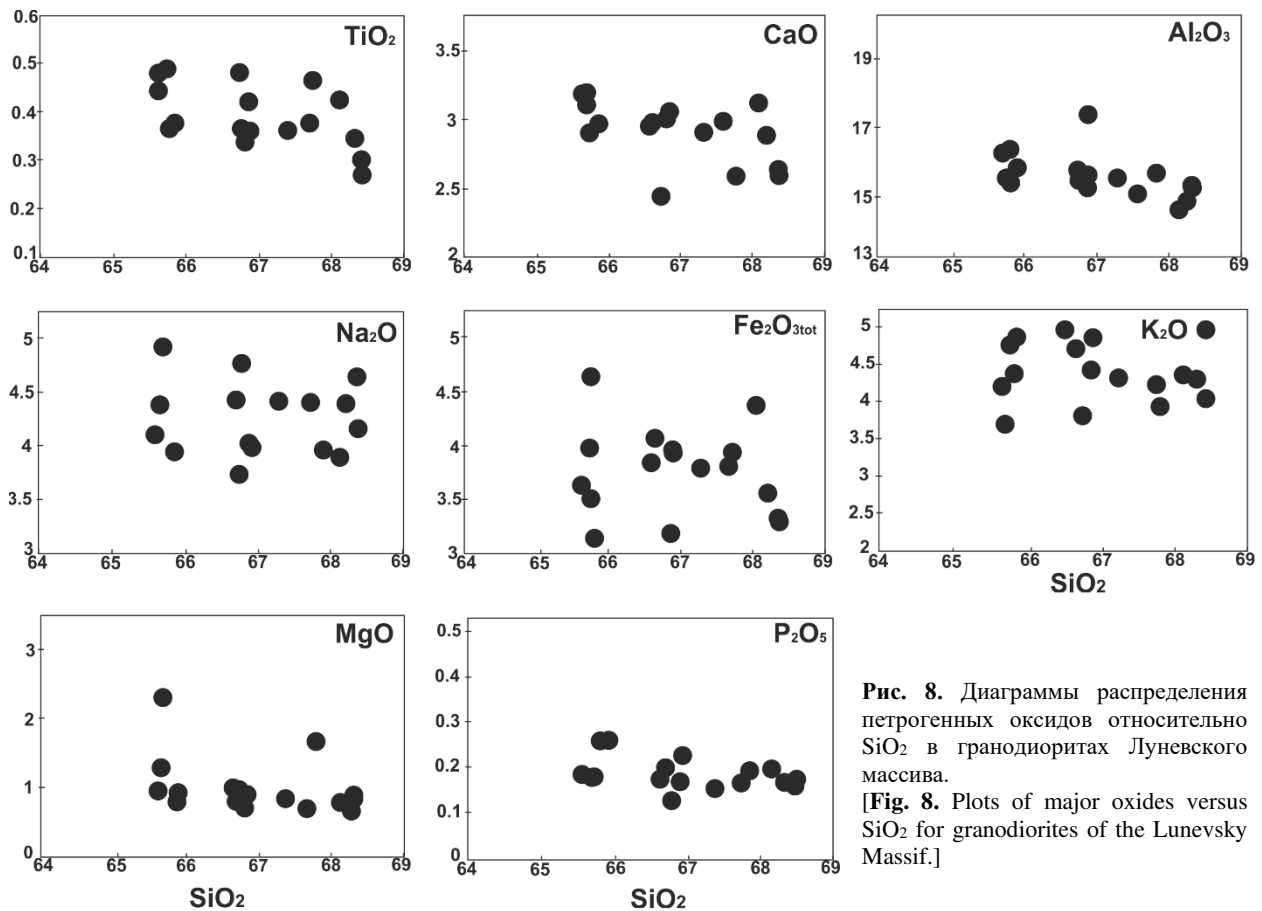 0.6
0.5
0.4
0.3
0.2
0.1
64 65 66 67 68 69
TiO2
3.5
3
2.5
2
64 65 66 67 68 69
CaO
19
17
15
13
64 65 66 67 68 69
Al2O3
5
4.5
4
3.5
3
64 65 66 67 68 69
Na2O
5
4.5
4
3.5
3
64 65 66 67 68 69
Fe2O3tot
5
4.5
4
3.5
3
2.5
2
64 65 66 67 68 69
K2O
SiO2
3
2
1
0
64 65 66 67 68 69
MgO
SiO2
0.5
0.4
0.3
0.2
0.1
0
64 65 66 67 68 69
P2O5
SiO2
Рис. 8. Диаграммы распределения
петрогенных оксидов относительно
SiO2 в гранодиоритах Луневского
массива.
[Fig. 8. Plots of major oxides versus
SiO2 for granodiorites of the Lunevsky
Massif.]